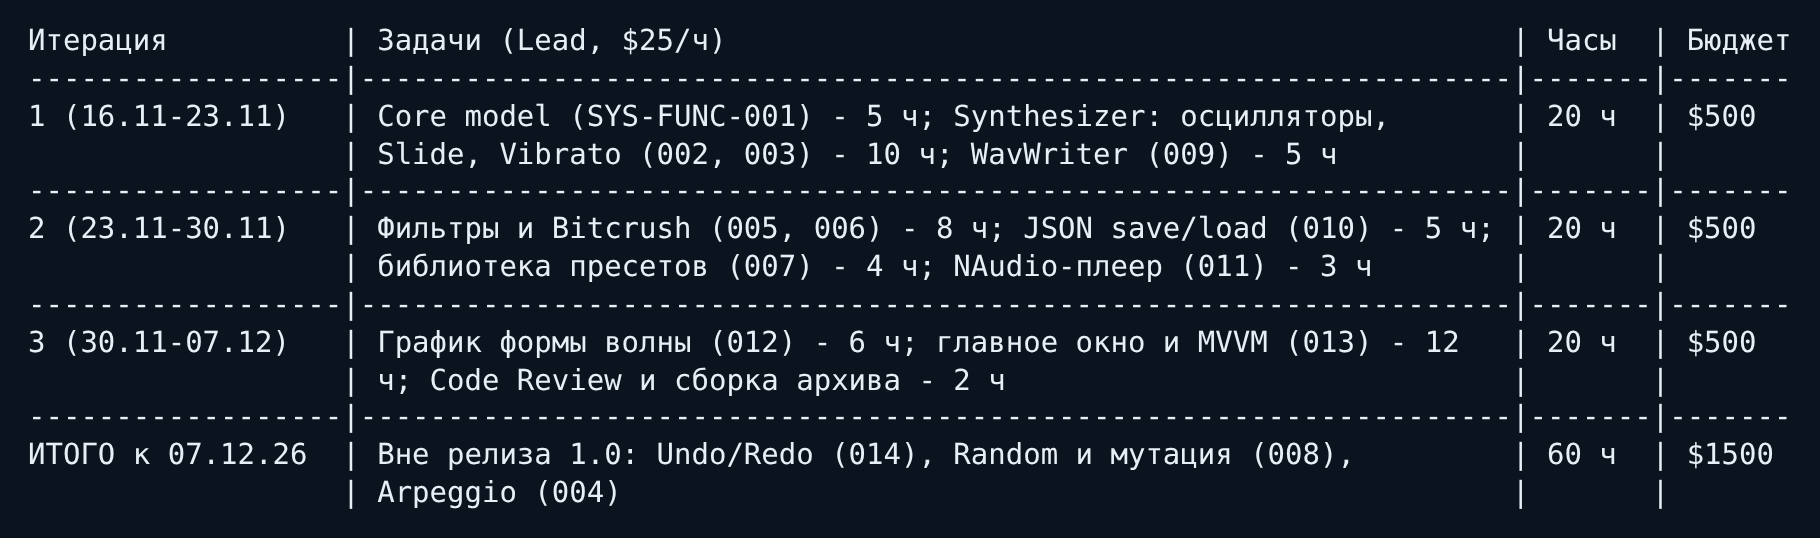 Итерация | Задачи (Lead, $25/ч) | Часы | Бюджет
------------------|------------------------------------------------------------------|-------|------
1 (16.11-23.11) | Core model (SYS-FUNC-001) - 5 ч; Synthesizer: осцилляторы, | 20 ч | $500
| Slide, Vibrato (002, 003) - 10 ч; WavWriter (009) - 5 ч | |
------------------|------------------------------------------------------------------|-------|------
2 (23.11-30.11) | Фильтры и Bitcrush (005, 006) - 8 ч; JSON save/load (010) - 5 ч; | 20 ч | $500
| библиотека пресетов (007) - 4 ч; NAudio-плеер (011) - 3 ч | |
------------------|------------------------------------------------------------------|-------|------
3 (30.11-07.12) | График формы волны (012) - 6 ч; главное окно и MVVM (013) - 12 | 20 ч | $500
| ч; Code Review и сборка архива - 2 ч | |
------------------|------------------------------------------------------------------|-------|------
ИТОГО к 07.12.26 | Вне релиза 1.0: Undo/Redo (014), Random и мутация (008), | 60 ч | $1500
| Arpeggio (004) | |